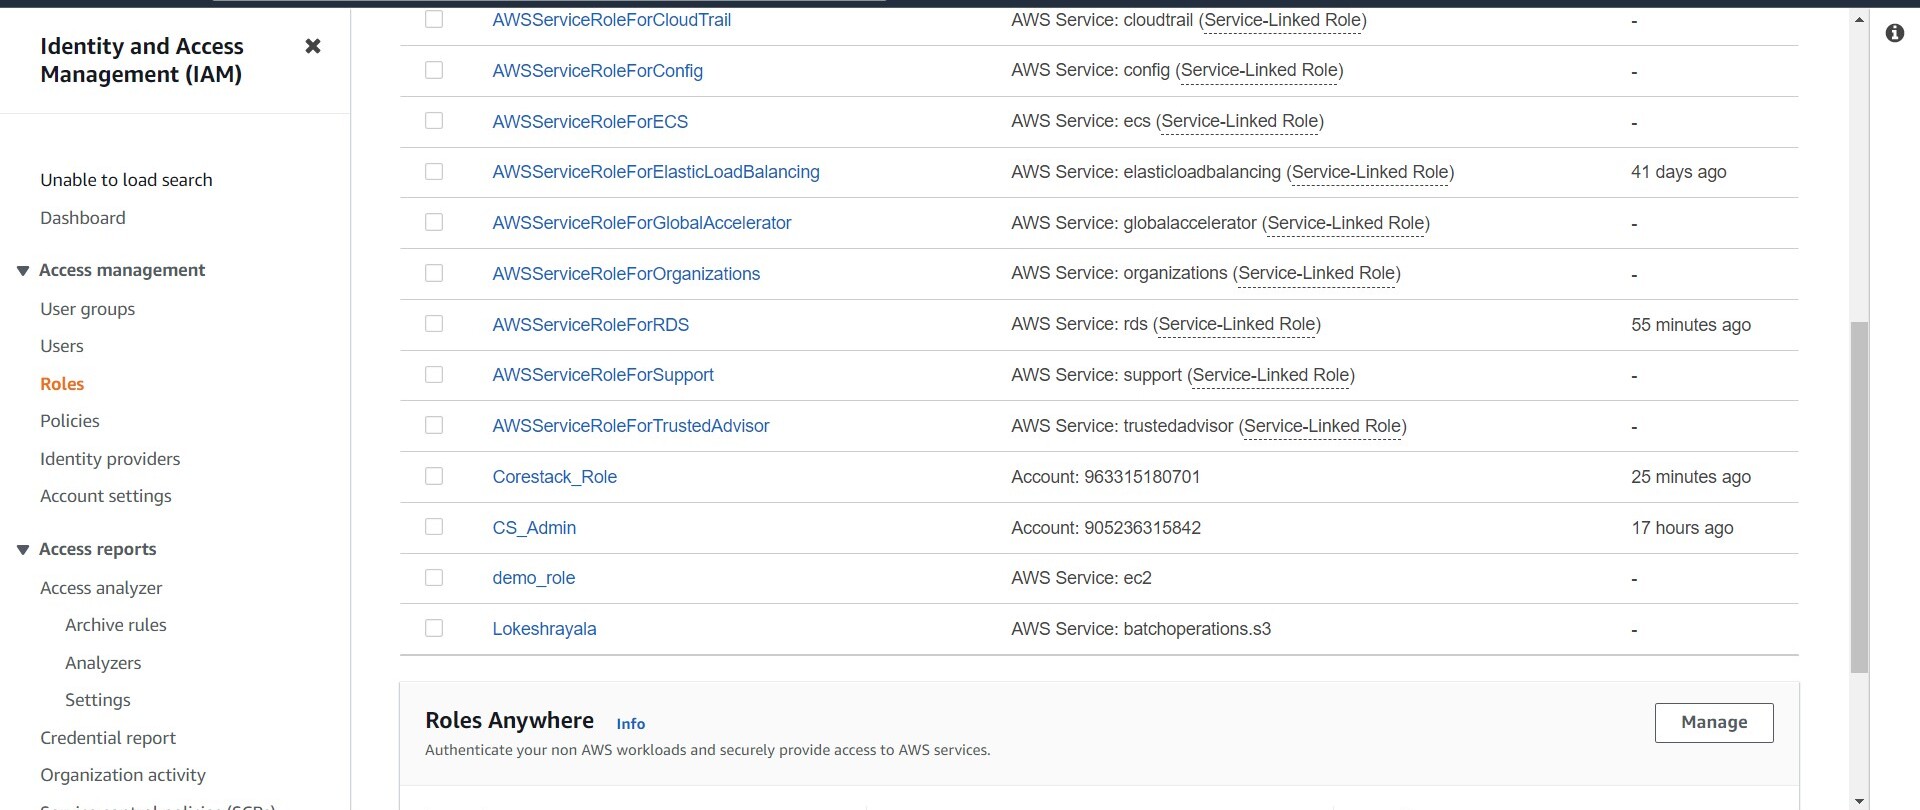 Identity and Access
Management (IAM)
Unable to load search
Dashboard
Access management
User groups
Users
Roles
Policies
Identity providers
Account settings
Access reports
Access analyzer
Archive rules
Analyzers
Settings
Credential report
Organization activity
AWSServiceRoleForCloudTrail AWS Service: cloudtrail (Service-Linked Role) -
AWSServiceRoleForConfig AWS Service: config (Service-Linked Role) -
AWSServiceRoleForECS AWS Service: ecs (Service-Linked Role) -
AWSServiceRoleForElasticLoadBalancing AWS Service: elasticloadbalancing (Service-Linked Role) 41 days ago
AWSServiceRoleForGlobalAccelerator AWS Service: globalaccelerator (Service-Linked Role) -
AWSServiceRoleForOrganizations AWS Service: organizations (Service-Linked Role) -
AWSServiceRoleForRDS AWS Service: rds (Service-Linked Role) 55 minutes ago
AWSServiceRoleForSupport AWS Service: support (Service-Linked Role) -
AWSServiceRoleForTrustedAdvisor AWS Service: trustedadvisor (Service-Linked Role) -
Corestack_Role Account: 963315180701 25 minutes ago
CS_Admin Account: 905236315842 17 hours ago
demo_role AWS Service: ec2 -
Lokeshrayala AWS Service: batchoperations.s3 -
Roles Anywhere Info
Manage
Authenticate your non AWS workloads and securely provide access to AWS services.